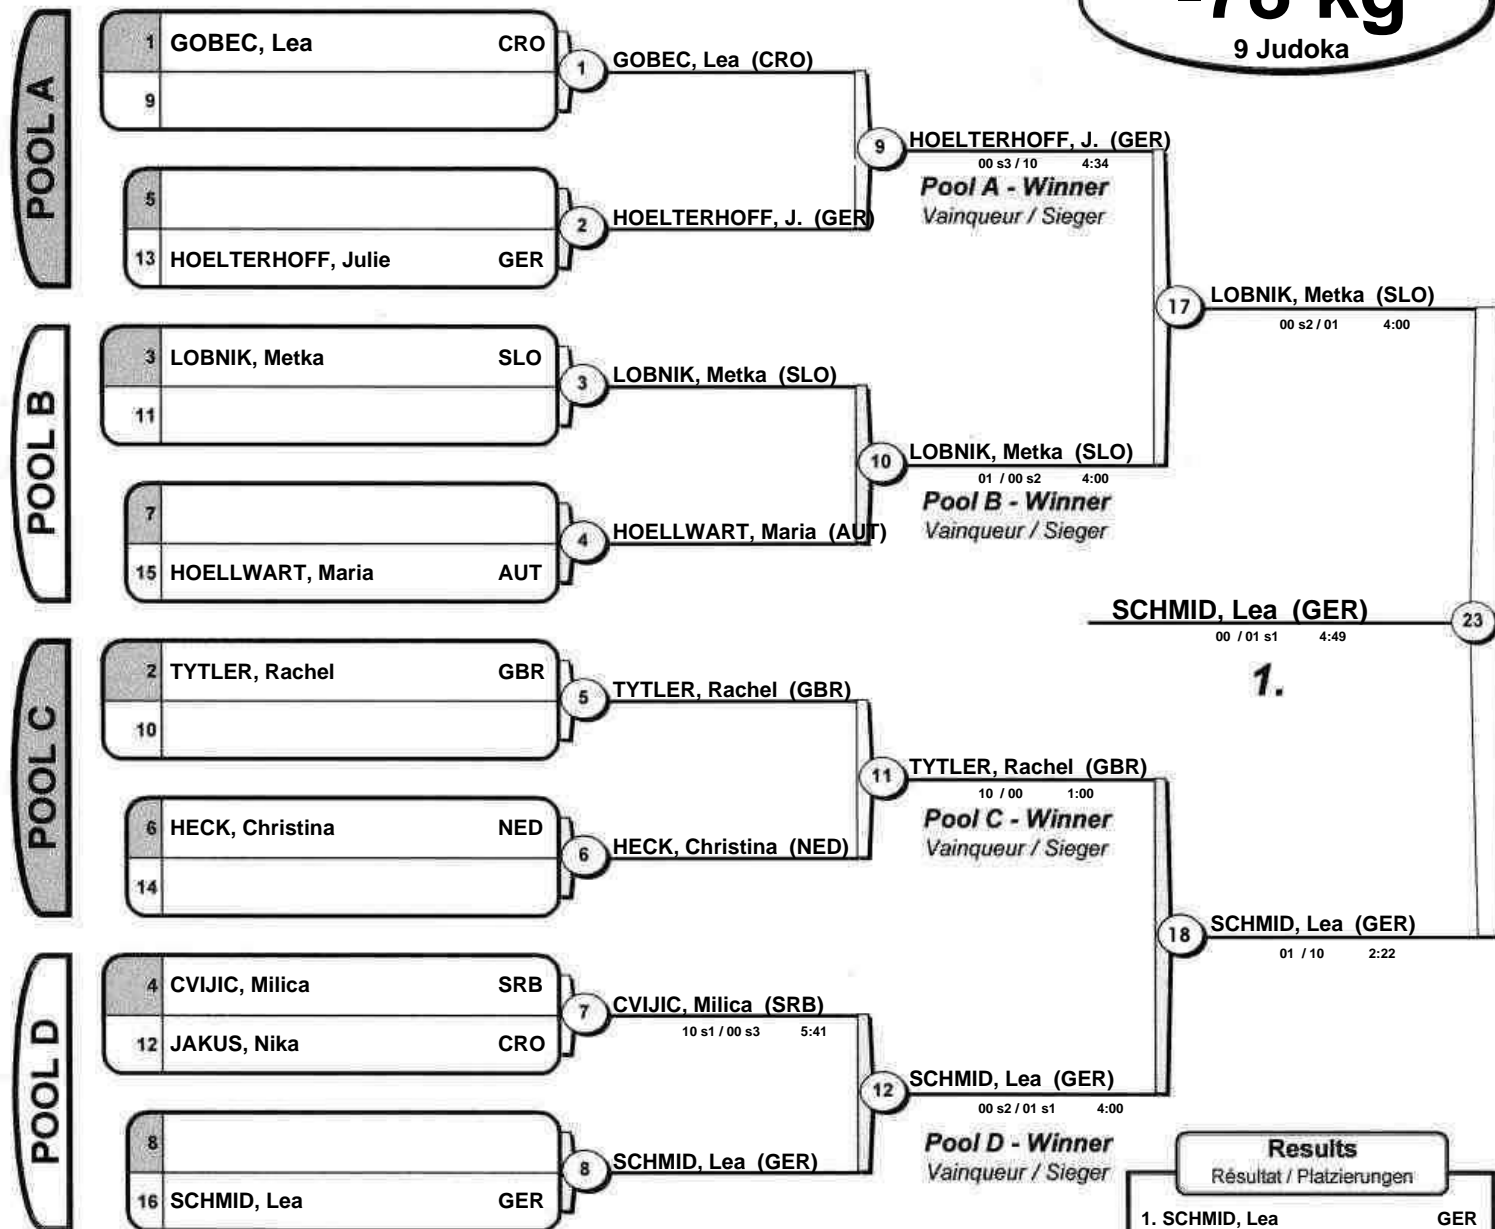 -78 kg
9 Judoka
POOL A
1 GOBEC, Lea CRO
9
1
GOBEC, Lea (CRO)
5
13 HOELTERHOFF, Julie GER
2
HOELTERHOFF, J. (GER)
9
HOELTERHOFF, J. (GER)
00 s3 / 10 4:34
Pool A - Winner
Vainqueur / Sieger
POOL B
3 LOBNIK, Metka SLO
11
3
LOBNIK, Metka (SLO)
7
15 HOELLWART, Maria AUT
4
HOELLWART, Maria (AUT)
10
LOBNIK, Metka (SLO)
01 / 00 s2 4:00
Pool B - Winner
Vainqueur / Sieger
17
LOBNIK, Metka (SLO)
00 s2 / 01 4:00
SCHMID, Lea (GER)
00 / 01 s1 4:49
23
1.
POOL C
2 TYTLER, Rachel GBR
10
5
TYTLER, Rachel (GBR)
6 HECK, Christina NED
14
6
HECK, Christina (NED)
11
TYTLER, Rachel (GBR)
10 / 00 1:00
Pool C - Winner
Vainqueur / Sieger
POOL D
4 CVIJIC, Milica SRB
12 JAKUS, Nika CRO
7
CVIJIC, Milica (SRB)
10 s1 / 00 s3 5:41
8
16 SCHMID, Lea GER
8
SCHMID, Lea (GER)
12
SCHMID, Lea (GER)
00 s2 / 01 s1 4:00
Pool D - Winner
Vainqueur / Sieger
18
SCHMID, Lea (GER)
01 / 10 2:22
Results
Résultat / Platzierungen
1. SCHMID, Lea GER